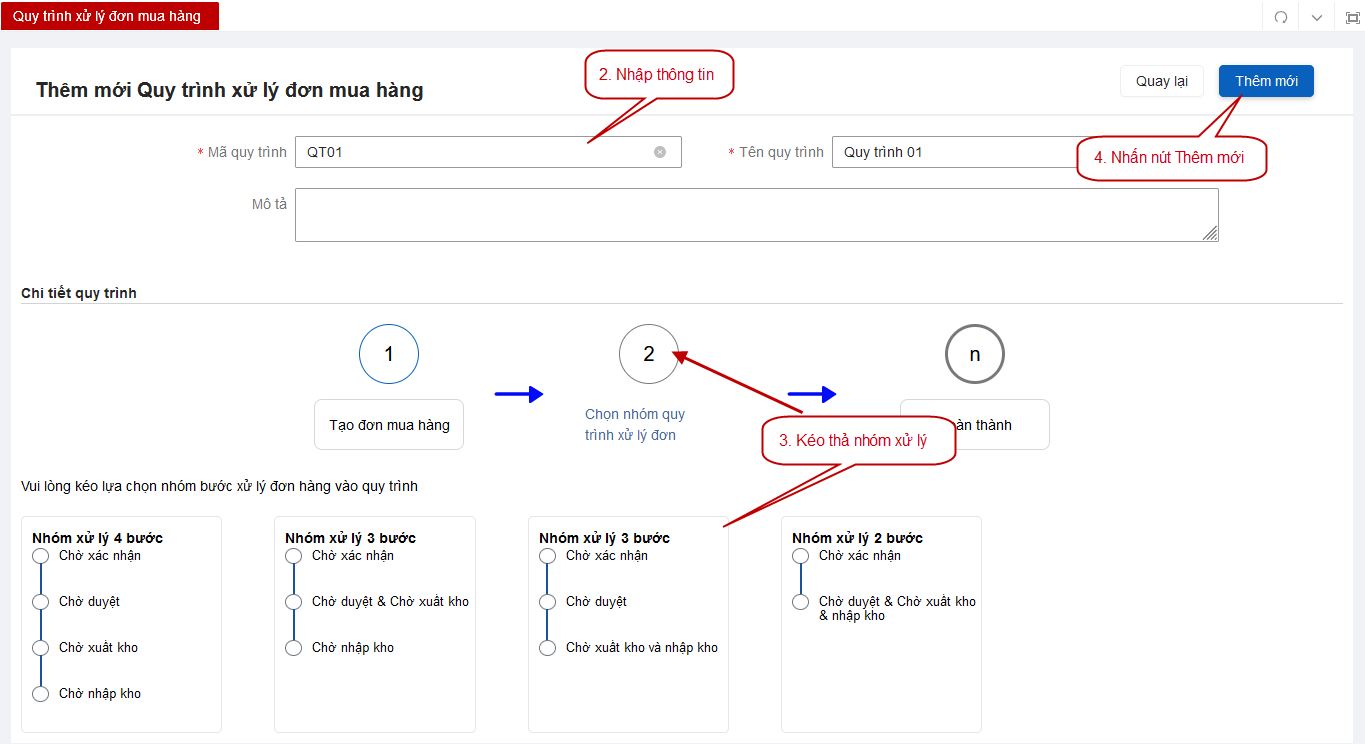 Quy trình xử lý đơn mua hàng
2. Nhập thông tin
Thêm mới Quy trình xử lý đơn mua hàng
Quay lại
Thêm mới
* Mã quy trình
QT01
* Tên quy trình
Quy trình 01
4. Nhấn nút Thêm mới
Mô tả
Chi tiết quy trình
1
2
n
Tạo đơn mua hàng
Chọn nhóm quy
trình xử lý đơn
3. Kéo thả nhóm xử lý
àn thành
Vui lòng kéo lựa chọn nhóm bước xử lý đơn hàng vào quy trình
Nhóm xử lý 4 bước
Chờ xác nhận
Chờ duyệt
Chờ xuất kho
Chờ nhập kho
Nhóm xử lý 3 bước
Chờ xác nhận
Chờ duyệt & Chờ xuất kho
Chờ nhập kho
Nhóm xử lý 3 bước
Chờ xác nhận
Chờ duyệt
Chờ xuất kho và nhập kho
Nhóm xử lý 2 bước
Chờ xác nhận
Chờ duyệt & Chờ xuất kho
& nhập kho